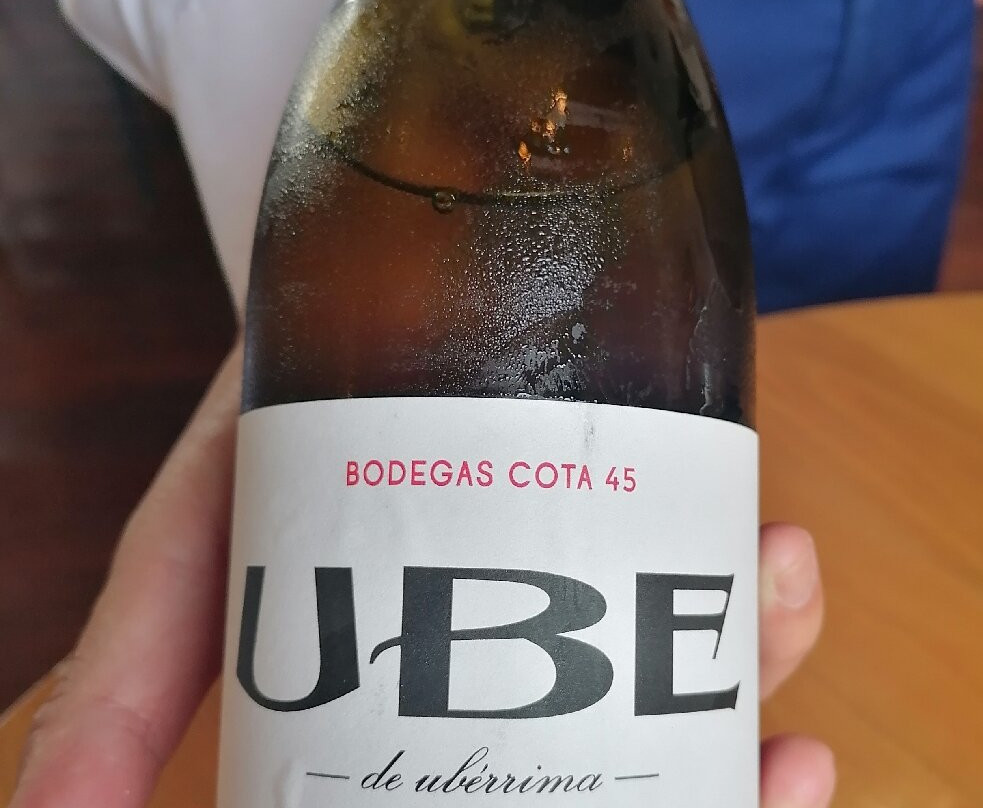 BODEGAS COTA 45
UBE
— de ubérrima —